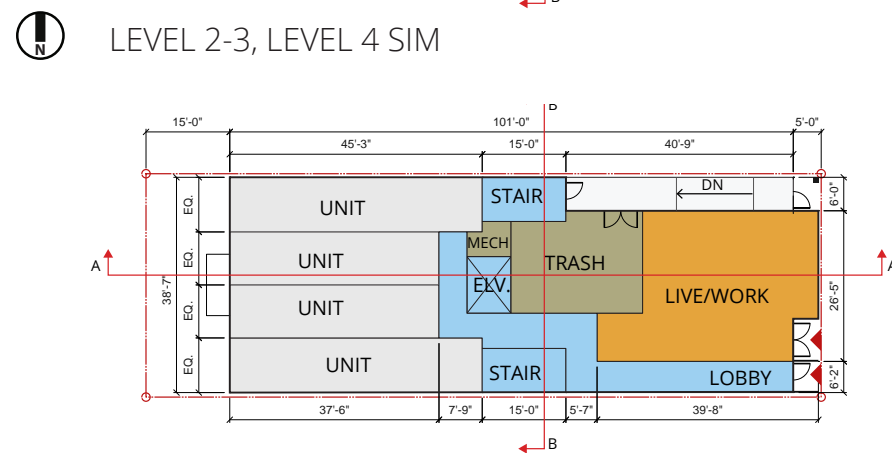 B
N
LEVEL 2-3, LEVEL 4 SIM
B
15'-0"
101'-0"
5'-0"
45'-3"
15'-0"
40'-9"
EQ.
UNIT
STAIR
DN
6'-0"
MECH
A
EQ.
UNIT
ELV.
TRASH
A
38'-7"
EQ.
UNIT
LIVE/WORK
26'-5"
EQ.
UNIT
STAIR
LOBBY
6'-2"
37'-6"
7'-9"
15'-0"
5'-7"
39'-8"
B